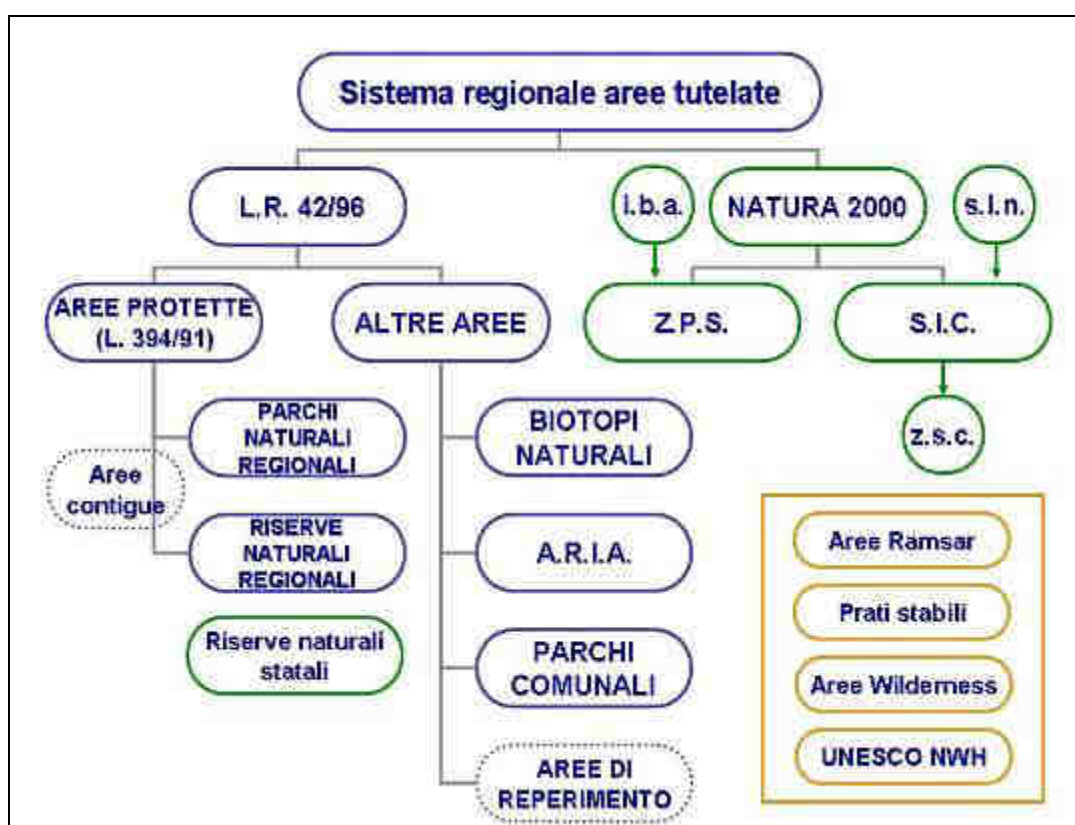 Sistema regionale aree tutelate
L.R. 42/96
i.b.a.
NATURA 2000
s.i.n.
AREE PROTETTE
(L. 394/91)
ALTRE AREE
Z.P.S.
S.I.C.
PARCHI
NATURALI
REGIONALI
BIOTOPI
NATURALI
z.s.c.
Aree
contigue
RISERVE
NATURALI
REGIONALI
A.R.I.A.
Aree Ramsar
Prati stabili
Riserve naturali
statali
PARCHI
COMUNALI
Aree Wilderness
UNESCO NWH
AREE DI
REPERIMENTO